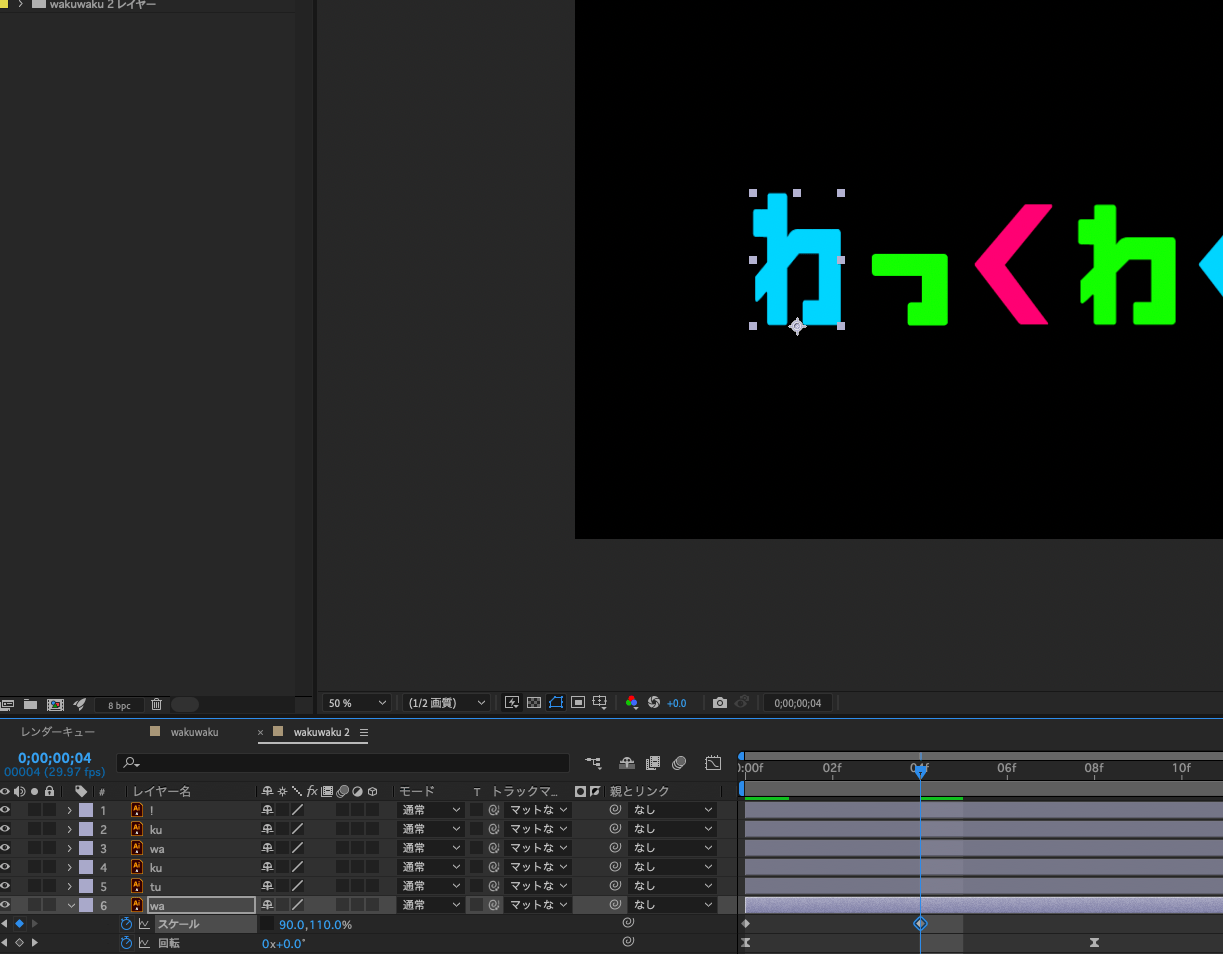 wakuwaku 2 レイヤー
わっくわ
8 bpc
50 %
(1/2 画質)
+0.0
0;00;00;04
レンダーキュー
wakuwaku
× wakuwaku 2
0;00;00;04
00004 (29.97 fps)
:00f 02f 04f 06f 08f 10f
# レイヤー名 fx モード T トラックマ... 親とリンク
1 ! 通常 マットな なし
2 ku 通常 マットな なし
3 wa 通常 マットな なし
4 ku 通常 マットな なし
5 tu 通常 マットな なし
6 wa 通常 マットな なし
スケール 90.0,110.0%
回転 0x+0.0°